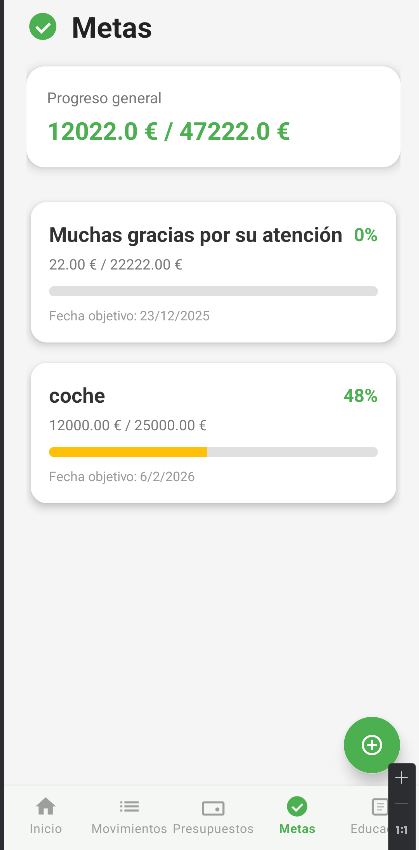 Metas
Progreso general
12022.0 € / 47222.0 €
Muchas gracias por su atención 0%
22.00 € / 22222.00 €
Fecha objetivo: 23/12/2025
coche 48%
12000.00 € / 25000.00 €
Fecha objetivo: 6/2/2026
Inicio Movimientos Presupuestos Metas Educa
1:1